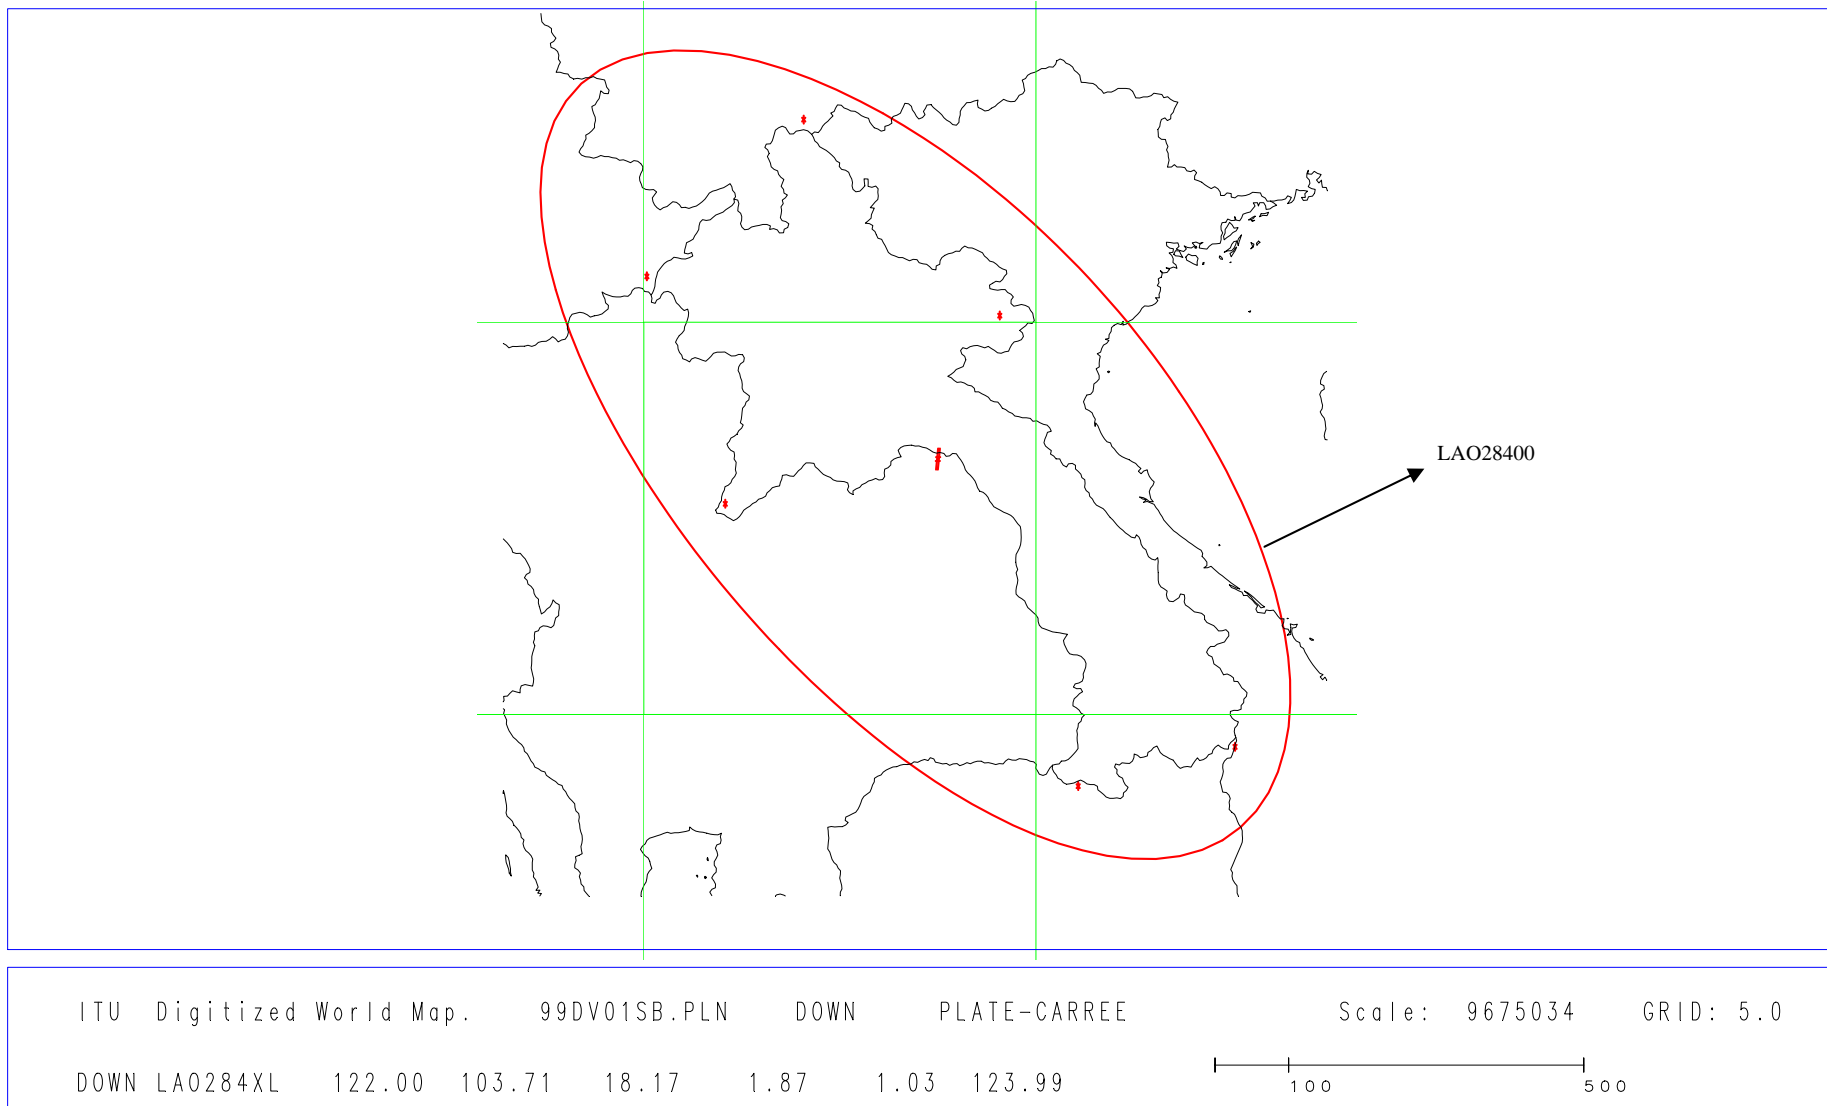 LAO28400
ITU Digitized World Map. 99DV01SB.PLN DOWN PLATE-CARREE Scale: 9675034 GRID: 5.0
DOWN LAO284XL 122.00 103.71 18.17 1.87 1.03 123.99
100 500